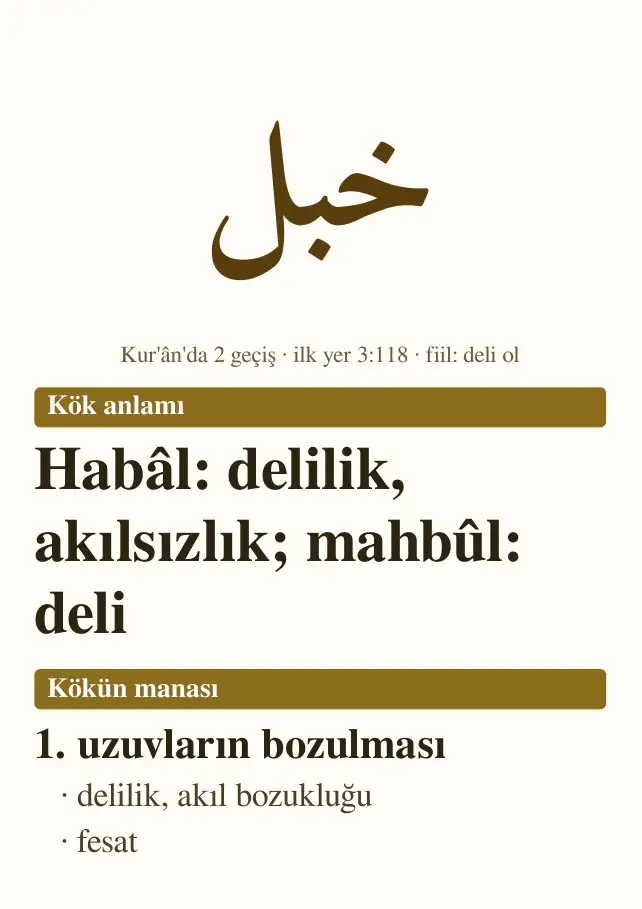 خبل
Kur'ân'da 2 geçiş · ilk yer 3:118 · fiil: deli ol
Kök anlamı
Habâl: delilik,
akılsızlık; mahbûl:
deli
Kökün manası
1. uzuvların bozulması
· delilik, akıl bozukluğu
· fesat